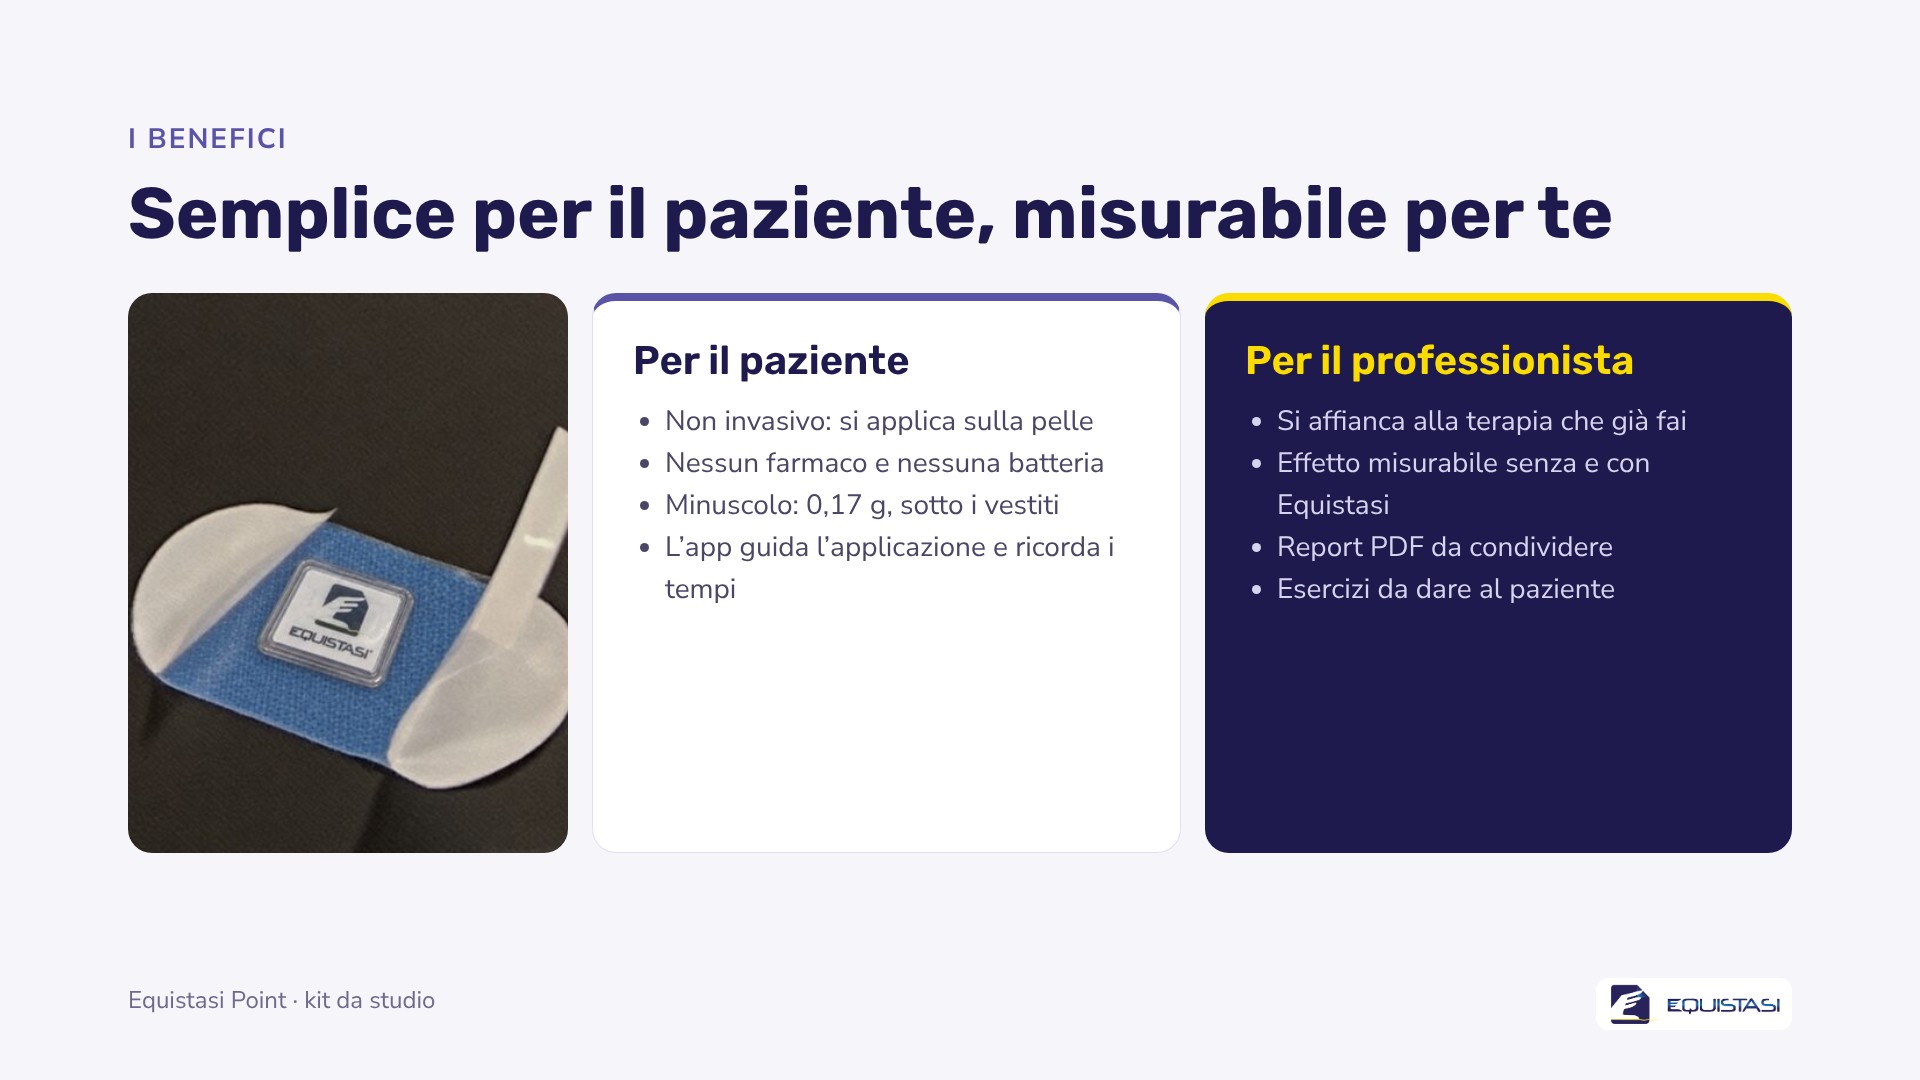 I BENEFICI
Semplice per il paziente, misurabile per te
EQUISTASI
Per il paziente
• Non invasivo: si applica sulla pelle
• Nessun farmaco e nessuna batteria
• Minuscolo: 0,17 g, sotto i vestiti
• L’app guida l’applicazione e ricorda i
tempi
Per il professionista
• Si affianca alla terapia che già fai
• Effetto misurabile senza e con
Equistasi
• Report PDF da condividere
• Esercizi da dare al paziente
Equistasi Point · kit da studio
EQUISTASI